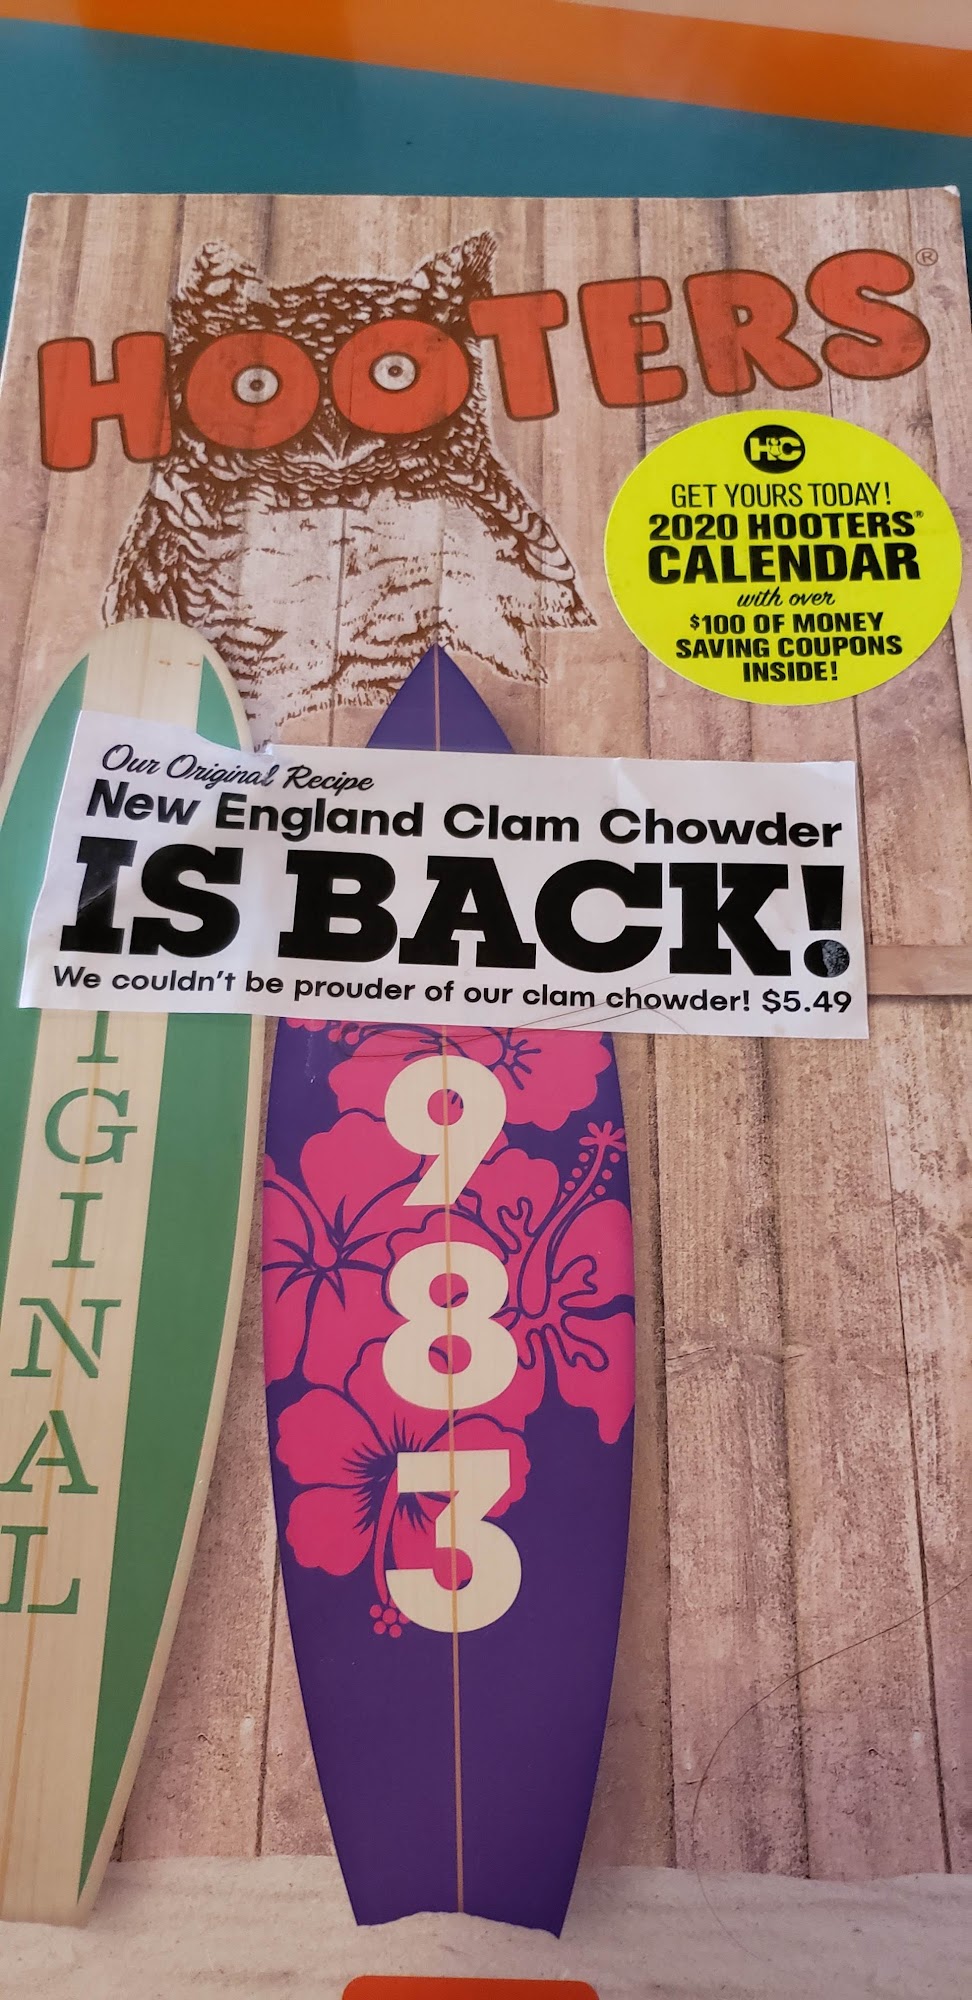 HOOTERS®
HiC
GET YOURS TODAY!
2020 HOOTERS®
CALENDAR
with over
$100 OF MONEY
SAVING COUPONS
INSIDE!
Our Original Recipe
New England Clam Chowder
IS BACK!
We couldn't be prouder of our clam chowder! $5.49
IGINAL
983